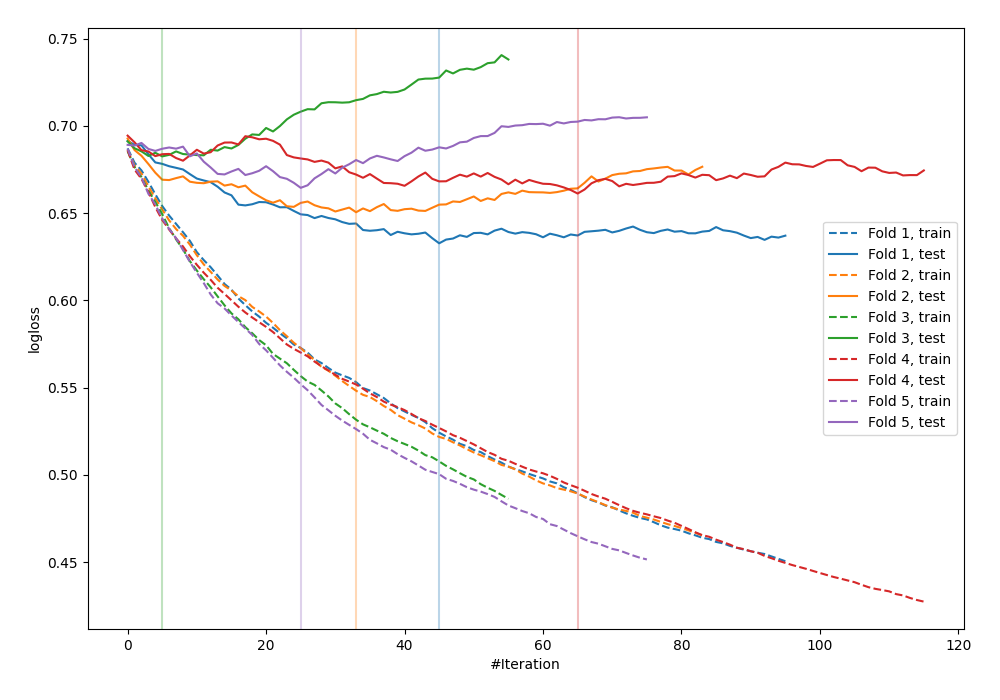 0.75
0.70
0.65
0.60
0.55
0.50
0.45
logloss
0 20 40 60 80 100 120
#Iteration
Fold 1, train
Fold 1, test
Fold 2, train
Fold 2, test
Fold 3, train
Fold 3, test
Fold 4, train
Fold 4, test
Fold 5, train
Fold 5, test